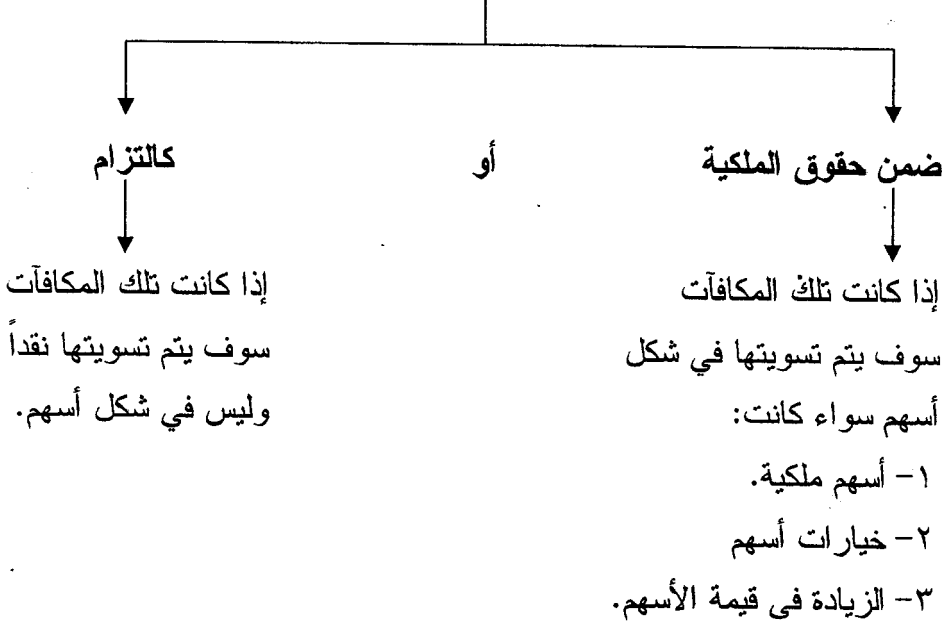 ضمن حقوق الملكية
أو
كالتزام
إذا كانت تلك المكافآت
سوف يتم تسويتها في شكل
أسهم سواء كانت:
١- أسهم ملكية.
٢- خيارات أسهم
٣- الزيادة في قيمة الأسهم.
إذا كانت تلك المكافآت
سوف يتم تسويتها نقداً
وليس في شكل أسهم.